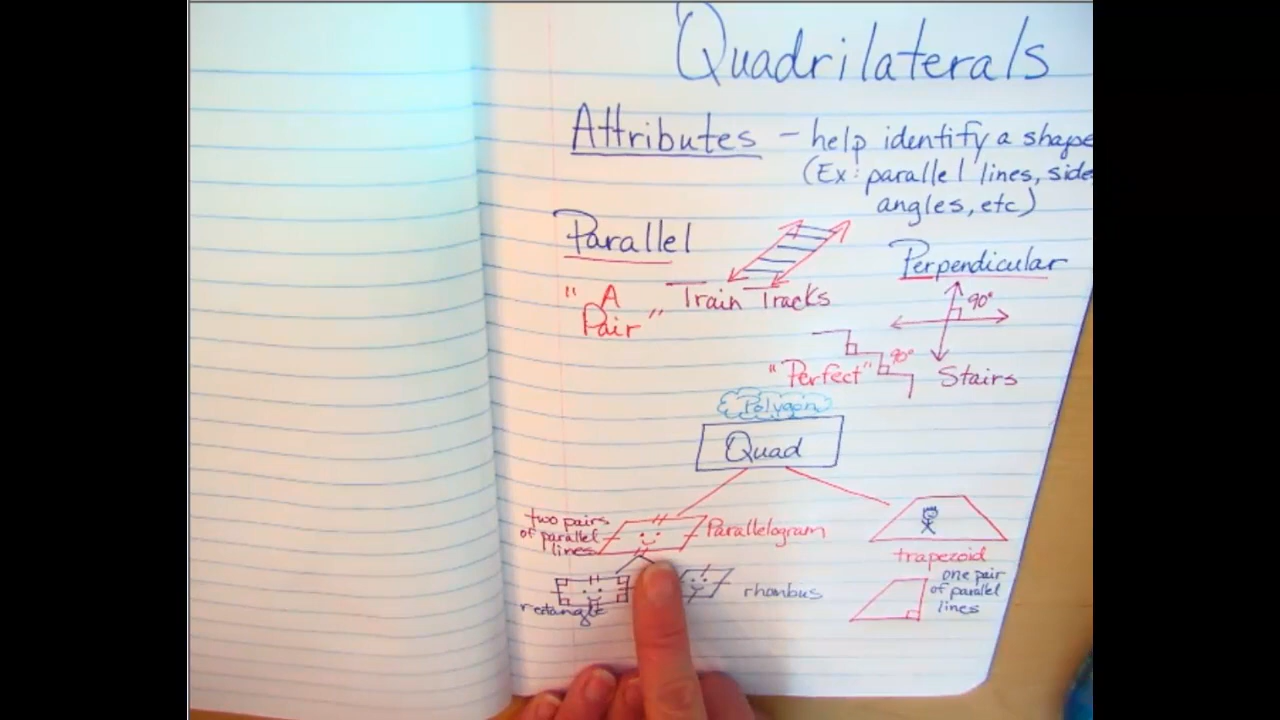 Quadrilaterals
Attributes - help identify a shape
(Ex: parallel lines, side
angles, etc)
Parallel
Perpendicular
90°
" A
Pair "
Train Tracks
90°
"Perfect"
Stairs
Polygon
Quad
two pairs
of parallel
lines
Parallelogram
trapezoid
one pair
of parallel
lines
rectangle
rhombus